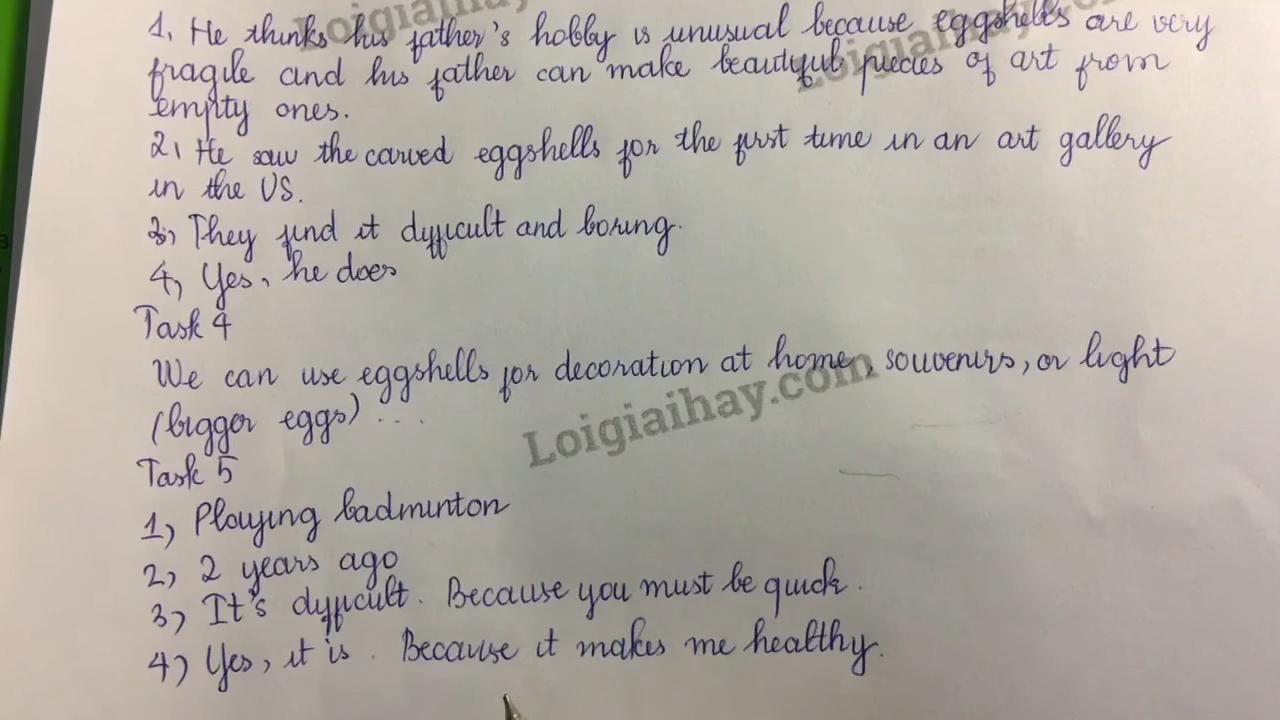 1, He thinks his father's hobby is unusual because eggshells are very
fragile and his father can make beautiful pieces of art from
empty ones.
2, He saw the carved eggshells for the first time in an art gallery
in the US.
3, They find it difficult and boring.
4, Yes, he does
Task 4
We can use eggshells for decoration at home, souvenirs, or light
(bigger eggs) ....
Task 5
1, Playing badminton
2, 2 years ago
3, It's difficult. Because you must be quick.
4, Yes, it is. Because it makes me healthy.
Loigiaihay.com
Loigiaihay.com
Loigiaihay.com